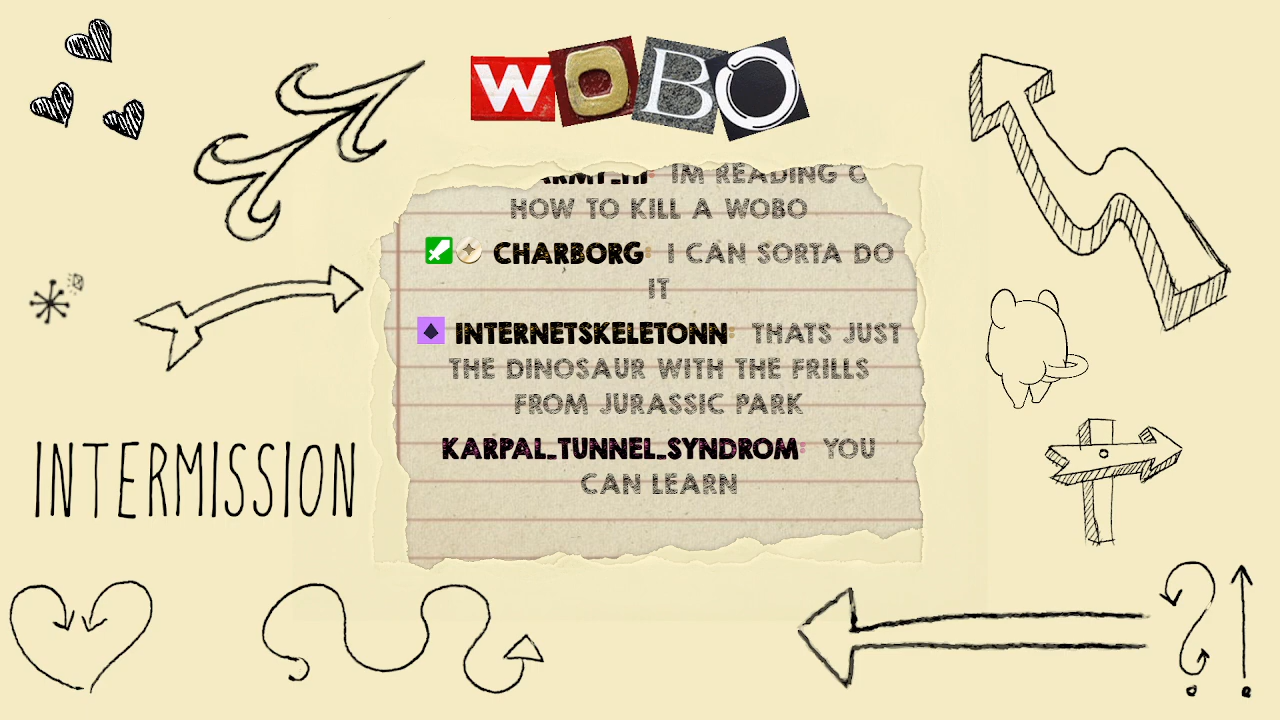 WOBO
IM READING
HOW TO KILL A WOBO
CHARBORG: I CAN SORTA DO
IT
INTERNETSKELETONN: THATS JUST
THE DINOSAUR WITH THE FRILLS
FROM JURASSIC PARK
KARPAL_TUNNEL_SYNDROM: YOU
CAN LEARN
INTERMISSION
?!